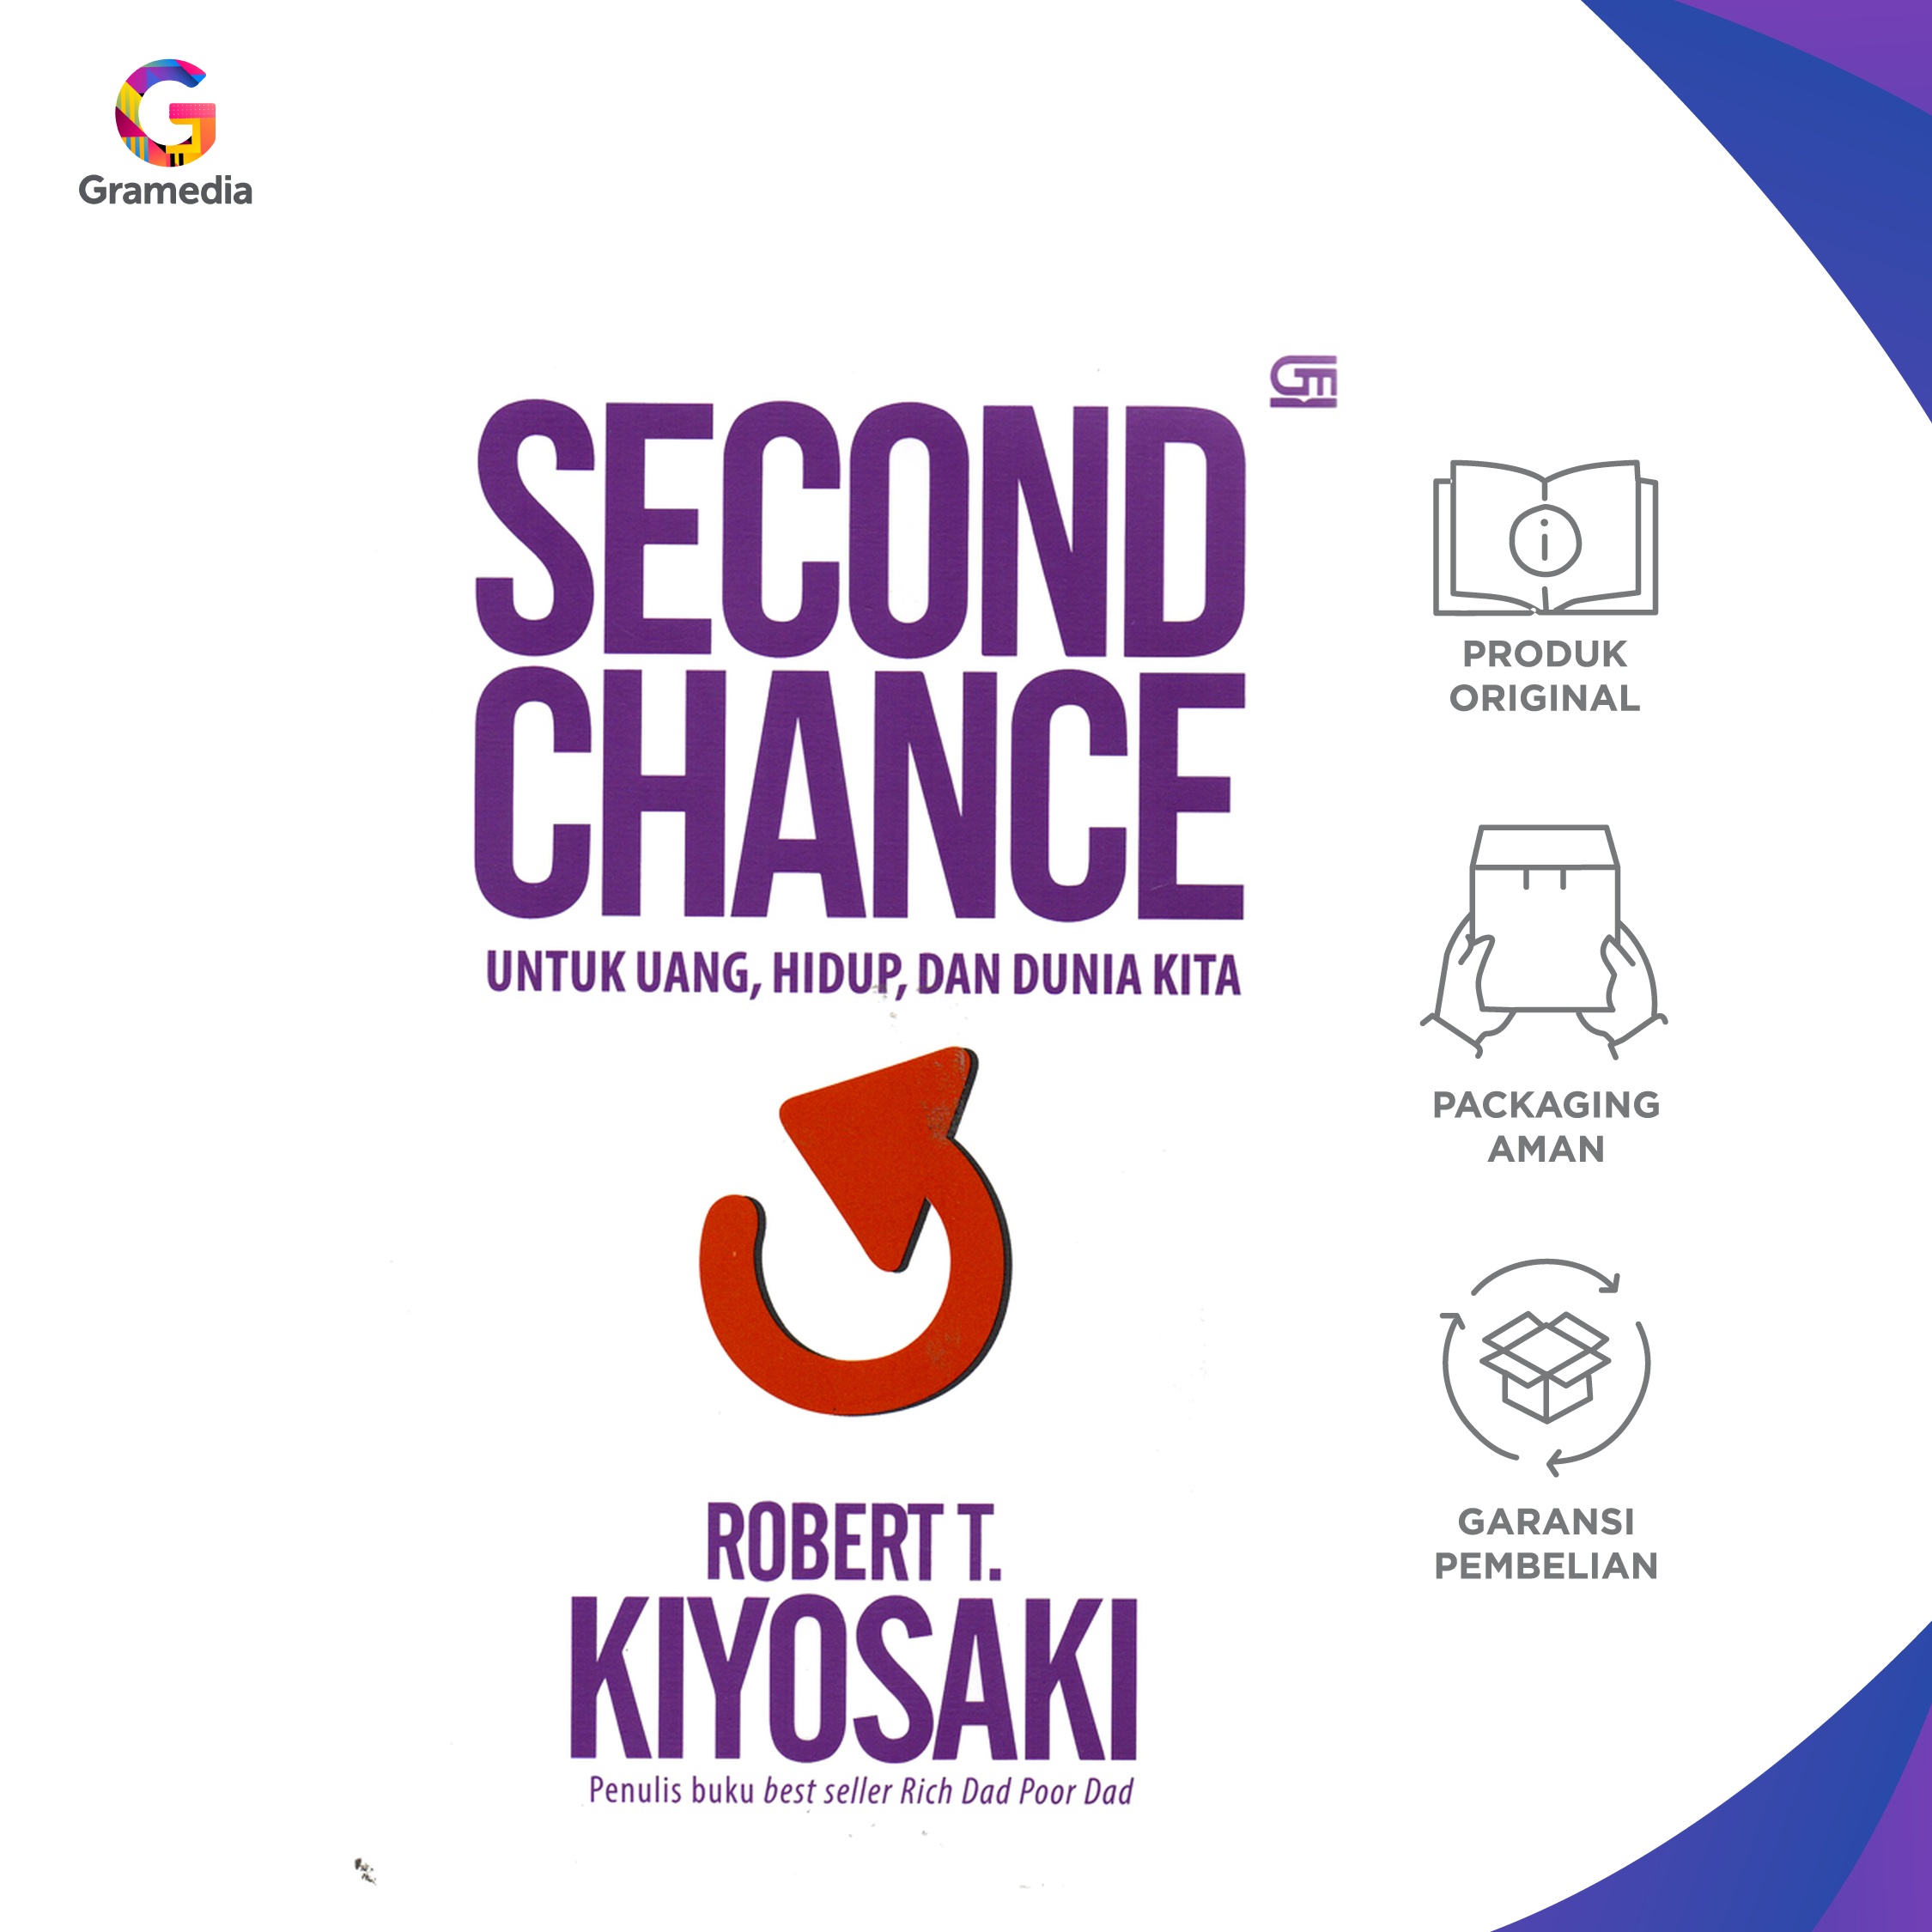 Gramedia
GM
SECOND
CHANCE
UNTUK UANG, HIDUP, DAN DUNIA KITA
ROBERT T.
KIYOSAKI
Penulis buku best seller Rich Dad Poor Dad
PRODUK
ORIGINAL
PACKAGING
AMAN
GARANSI
PEMBELIAN